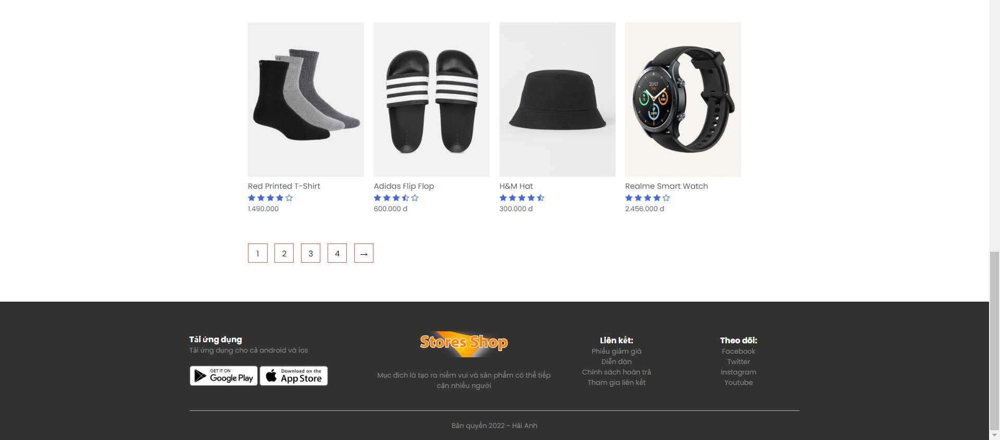 20/07
THU
Red Printed T-Shirt
1.490.000
Adidas Flip Flop
600.000 đ
H&M Hat
300.000 đ
Realme Smart Watch
2.456.000 đ
1 2 3 4 →
Tải ứng dụng
Tải ứng dụng cho cả android và ios
GET IT ON
Google Play
Download on the
App Store
Stores Shop
Mục đích là tạo ra niềm vui và sản phẩm có thể tiếp
cận nhiều người
Liên kết:
Phiếu giảm giá
Diễn đàn
Chính sách hoàn trả
Tham gia liên kết
Theo dõi:
Facebook
Twitter
Instagram
Youtube
Bản quyền 2022 - Hải Anh